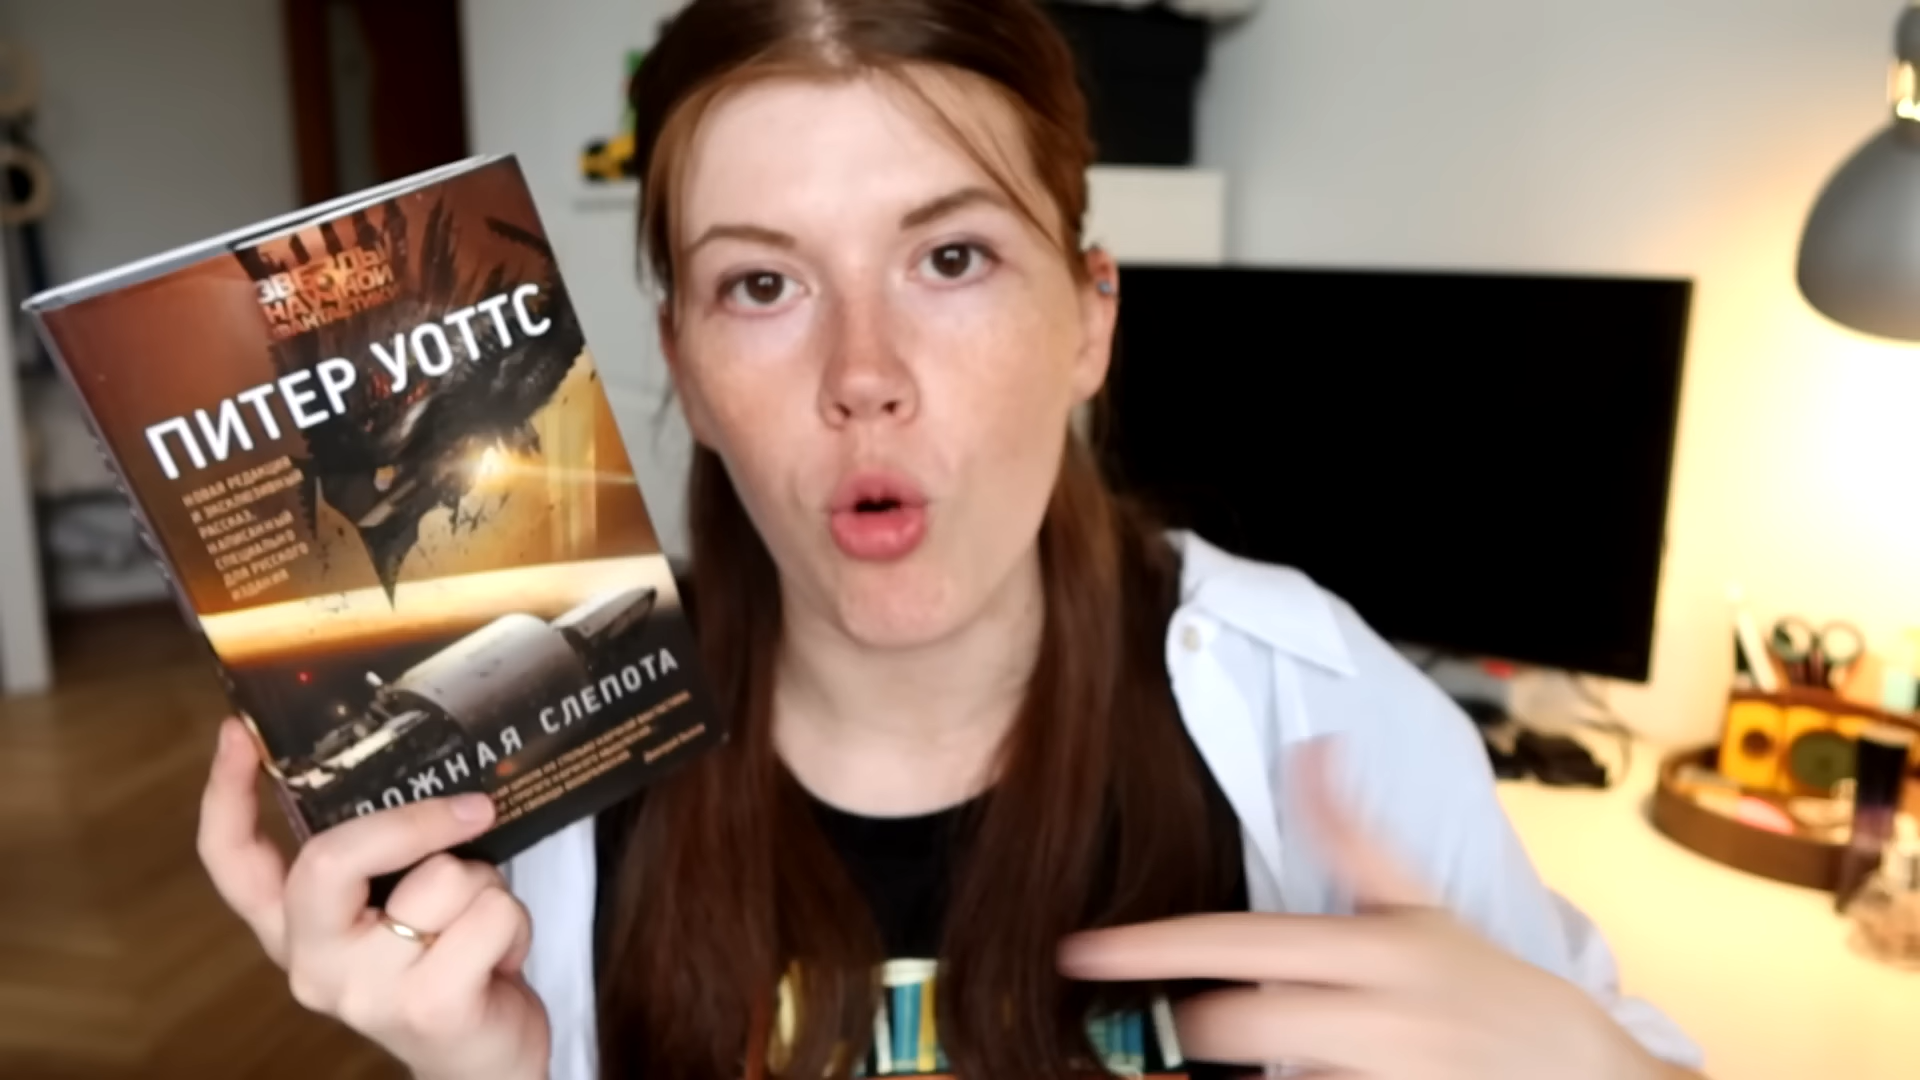 ЗВЕЗДЫ
НАУЧНОЙ
ФАНТАСТИКИ
ПИТЕР УОТТС
НОВАЯ РЕДАКЦИЯ
И ЭКСКЛЮЗИВНЫЙ
РАССКАЗ,
НАПИСАННЫЙ
СПЕЦИАЛЬНО
ДЛЯ РУССКОГО
ИЗДАНИЯ
ЛОЖНАЯ СЛЕПОТА